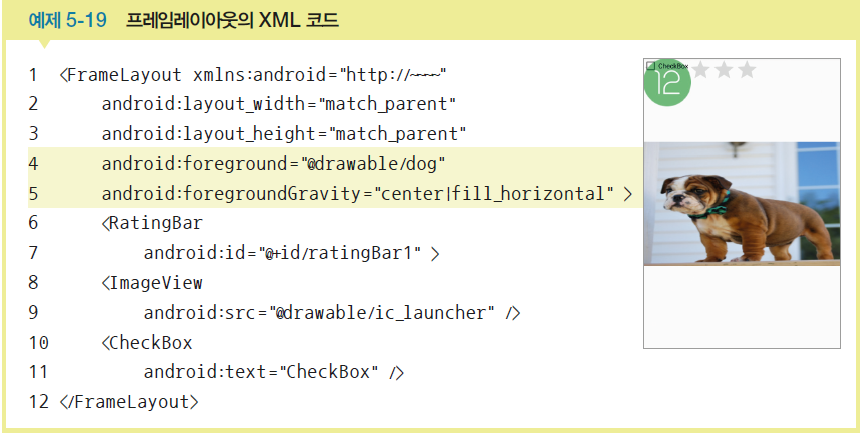 예제 5-19 프레임레이아웃의 XML 코드
1 <FrameLayout xmlns:android="http://~~~~"
2 android:layout_width="match_parent"
3 android:layout_height="match_parent"
4 android:foreground="@drawable/dog"
5 android:foregroundGravity="center|fill_horizontal" >
6 <RatingBar
7 android:id="@+id/ratingBar1" >
8 <ImageView
9 android:src="@drawable/ic_launcher" />
10 <CheckBox
11 android:text="CheckBox" />
12 </FrameLayout>
CheckBox
12